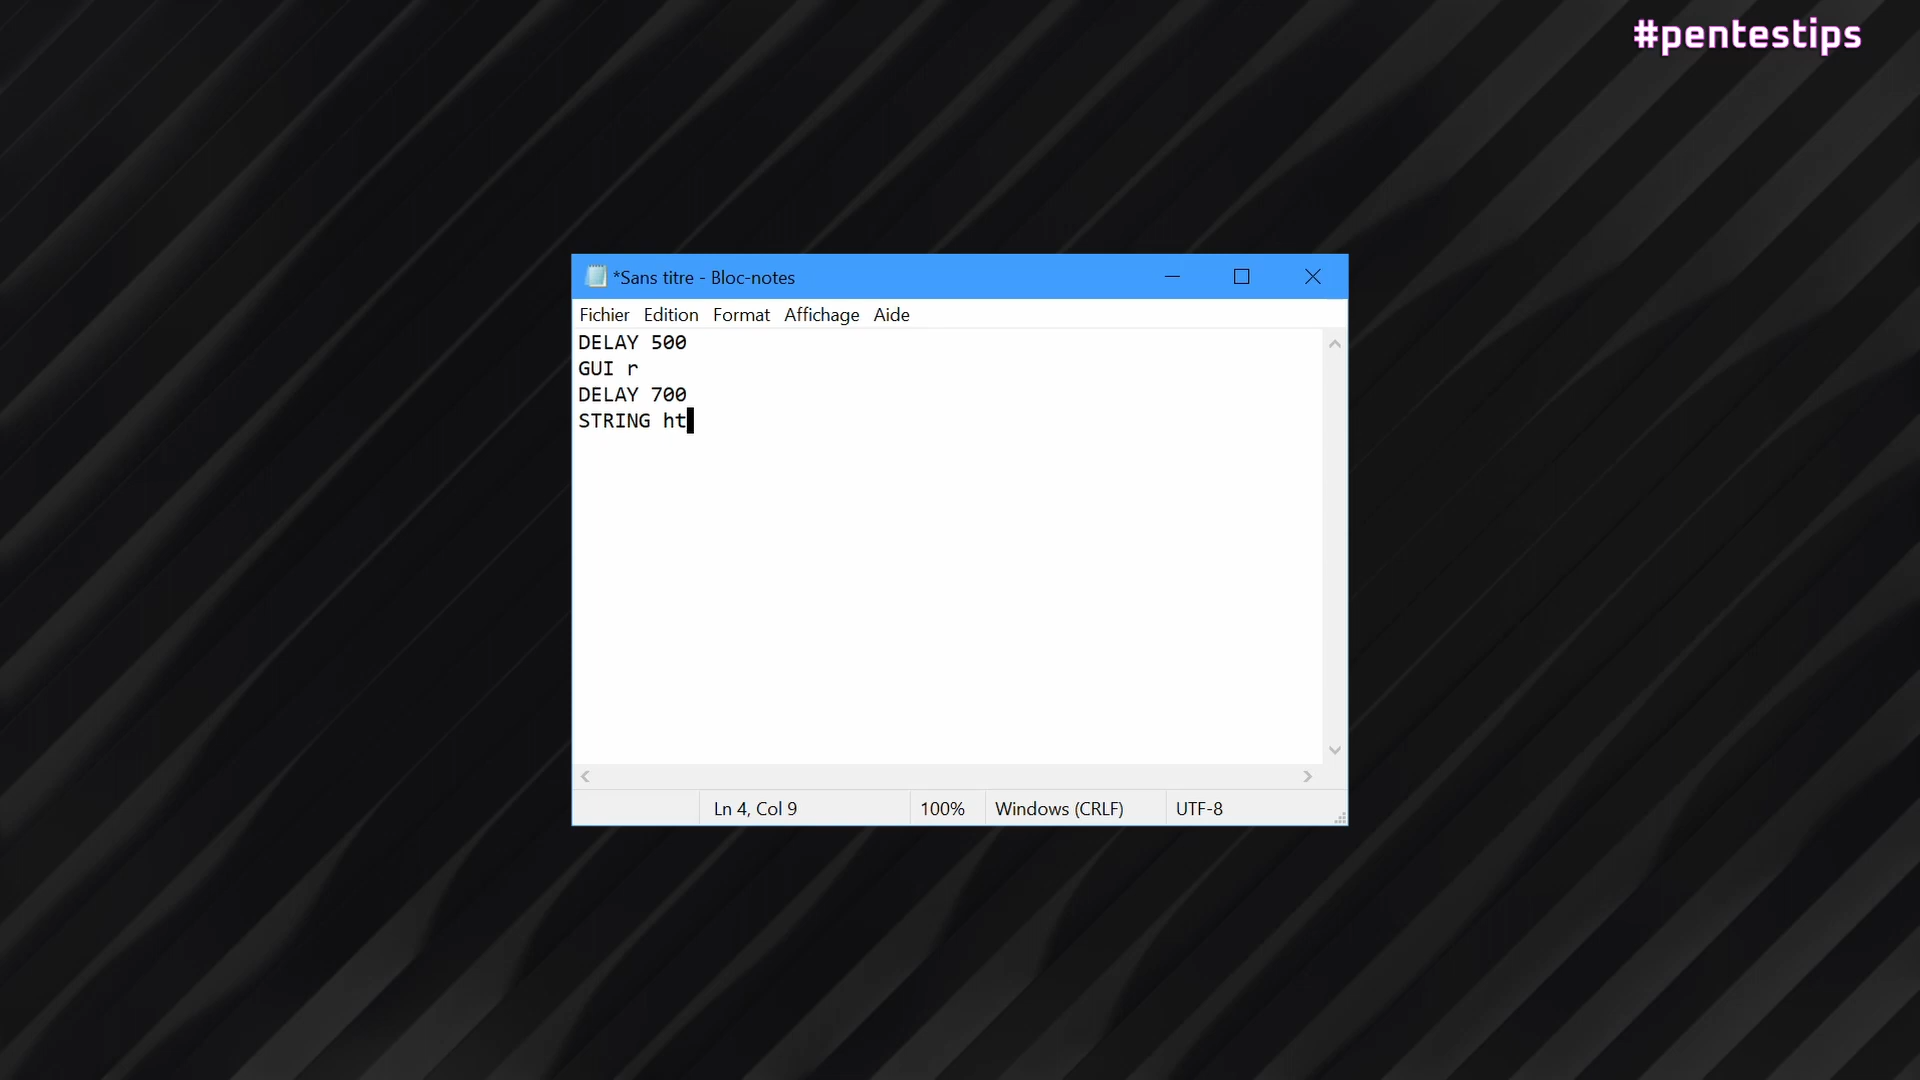 #pentestips
*Sans titre - Bloc-notes
Fichier Edition Format Affichage Aide
DELAY 500
GUI r
DELAY 700
STRING ht
Ln 4, Col 9 100% Windows (CRLF) UTF-8